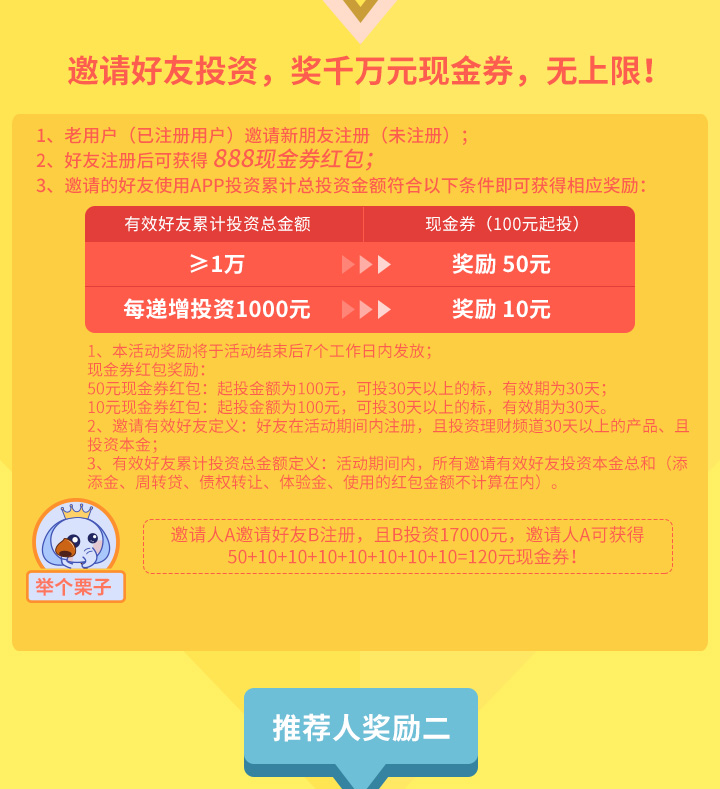 邀请好友投资，奖千万元现金券，无上限！
1、老用户（已注册用户）邀请新朋友注册（未注册）；
2、好友注册后可获得 888现金券红包；
3、邀请的好友使用APP投资累计总投资金额符合以下条件即可获得相应奖励：
有效好友累计投资总金额 现金券（100元起投）
≥1万 奖励 50元
每递增投资1000元 奖励 10元
1、本活动奖励将于活动结束后7个工作日内发放；
现金券红包奖励：
50元现金券红包：起投金额为100元，可投30天以上的标，有效期为30天；
10元现金券红包：起投金额为100元，可投30天以上的标，有效期为30天。
2、邀请有效好友定义：好友在活动期间内注册，且投资理财频道30天以上的产品、且
投资本金；
3、有效好友累计投资总金额定义：活动期间内，所有邀请有效好友投资本金总和（添
添金、周转贷、债权转让、体验金、使用的红包金额不计算在内）。
邀请人A邀请好友B注册，且B投资17000元，邀请人A可获得
50+10+10+10+10+10+10+10=120元现金券！
举个栗子
推荐人奖励二